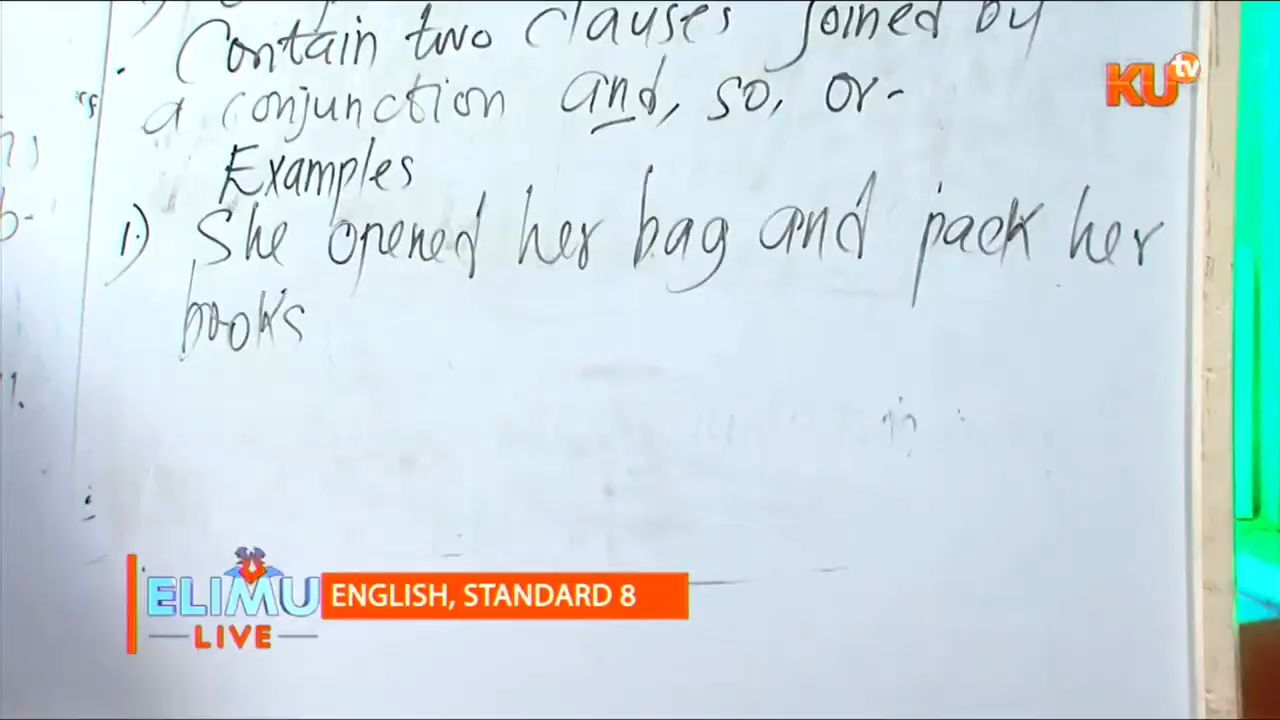 Contain two clauses joined by
a conjunction and, so, or-
Examples
1.) She opened her bag and pack her
books
KU tv
ELIMU
LIVE
ENGLISH, STANDARD 8